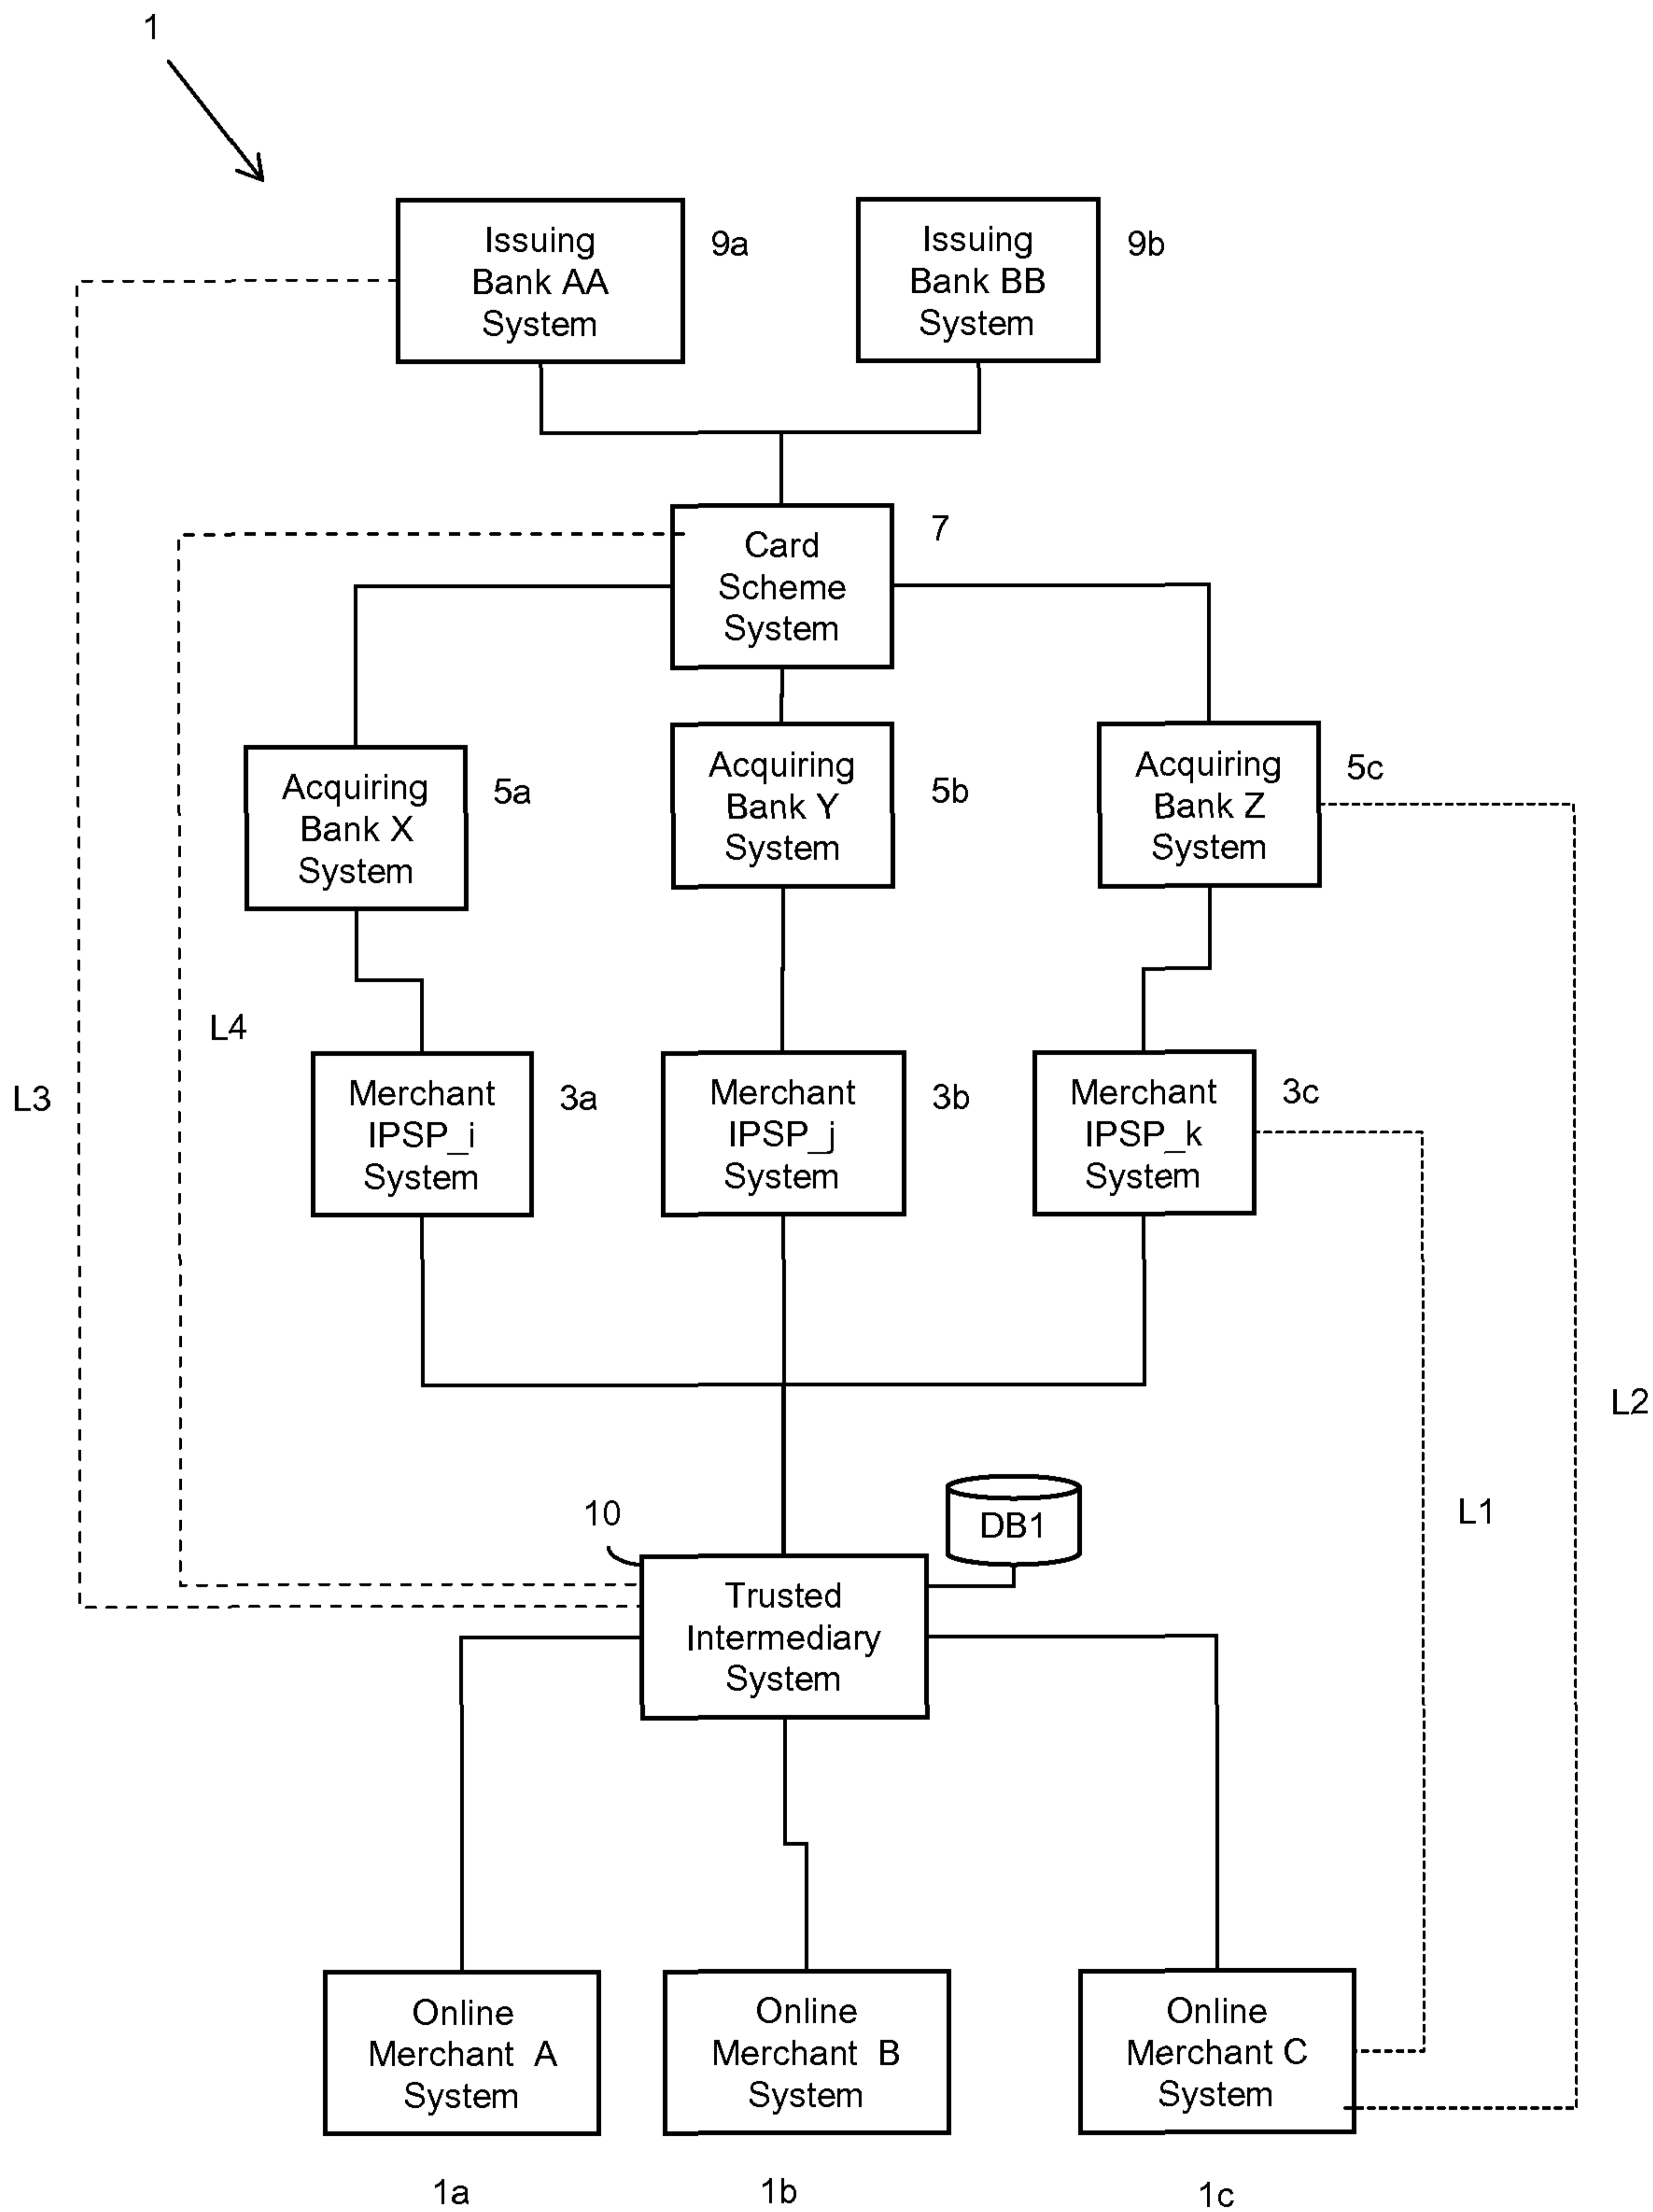 1
Issuing
Bank AA
System
9a
Issuing
Bank BB
System
9b
Card
Scheme
System
7
Acquiring
Bank X
System
5a
Acquiring
Bank Y
System
5b
Acquiring
Bank Z
System
5c
L4
L3
Merchant
IPSP_i
System
3a
Merchant
IPSP_j
System
3b
Merchant
IPSP_k
System
3c
L2
L1
10
DB1
Trusted
Intermediary
System
Online
Merchant A
System
Online
Merchant B
System
Online
Merchant C
System
1a
1b
1c